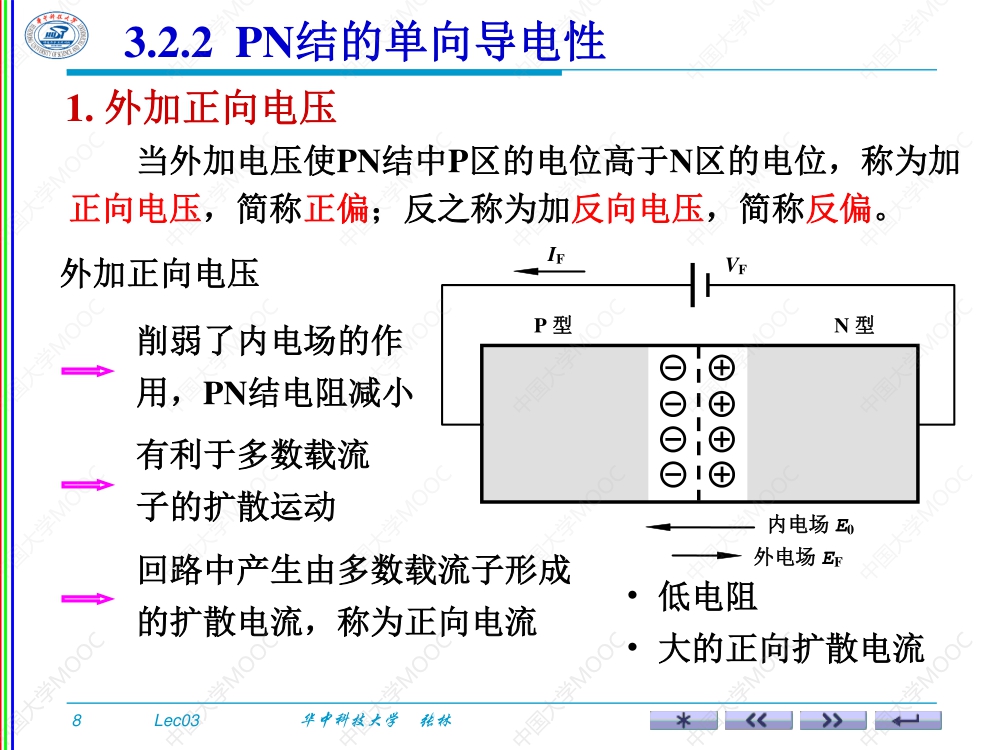 3.2.2 PN结的单向导电性
1. 外加正向电压
当外加电压使PN结中P区的电位高于N区的电位，称为加
正向电压，简称正偏；反之称为加反向电压，简称反偏。
外加正向电压
削弱了内电场的作
用，PN结电阻减小
有利于多数载流
子的扩散运动
回路中产生由多数载流子形成
的扩散电流，称为正向电流
IF
VF
P 型
N 型
内电场 E0
外电场 EF
• 低电阻
• 大的正向扩散电流
8
Lec03
华中科技大学 张林
中国大学MOOC